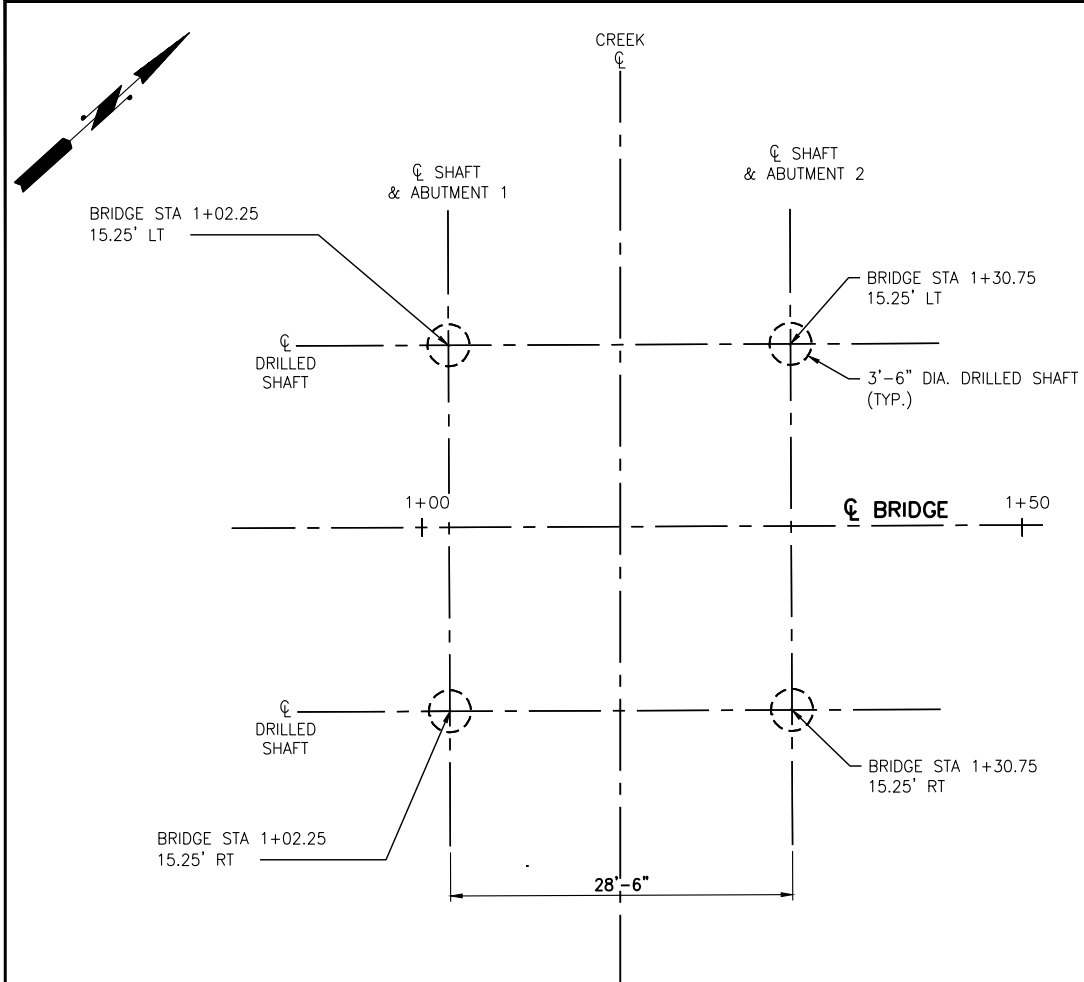 CREEK
℄
℄ SHAFT
& ABUTMENT 1
℄ SHAFT
& ABUTMENT 2
BRIDGE STA 1+02.25
15.25' LT
BRIDGE STA 1+30.75
15.25' LT
℄
DRILLED
SHAFT
3'-6" DIA. DRILLED SHAFT
(TYP.)
1+00
℄ BRIDGE
1+50
℄
DRILLED
SHAFT
BRIDGE STA 1+30.75
15.25' RT
BRIDGE STA 1+02.25
15.25' RT
28'-6"